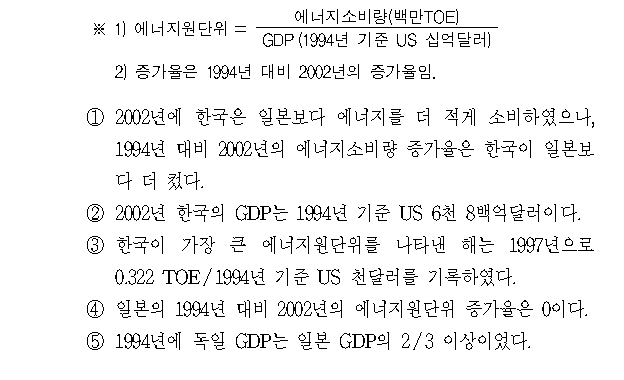 ※ 1) 에너지원단위 = 에너지소비량(백만TOE) / GDP(1994년 기준 US 십억달러)
2) 증가율은 1994년 대비 2002년의 증가율임.
① 2002년에 한국은 일본보다 에너지를 더 적게 소비하였으나,
1994년 대비 2002년의 에너지소비량 증가율은 한국이 일본보
다 더 컸다.
② 2002년 한국의 GDP는 1994년 기준 US 6천 8백억달러이다.
③ 한국이 가장 큰 에너지원단위를 나타낸 해는 1997년으로
0.322 TOE/1994년 기준 US 천달러를 기록하였다.
④ 일본의 1994년 대비 2002년의 에너지원단위 증가율은 0이다.
⑤ 1994년에 독일 GDP는 일본 GDP의 2/3 이상이었다.